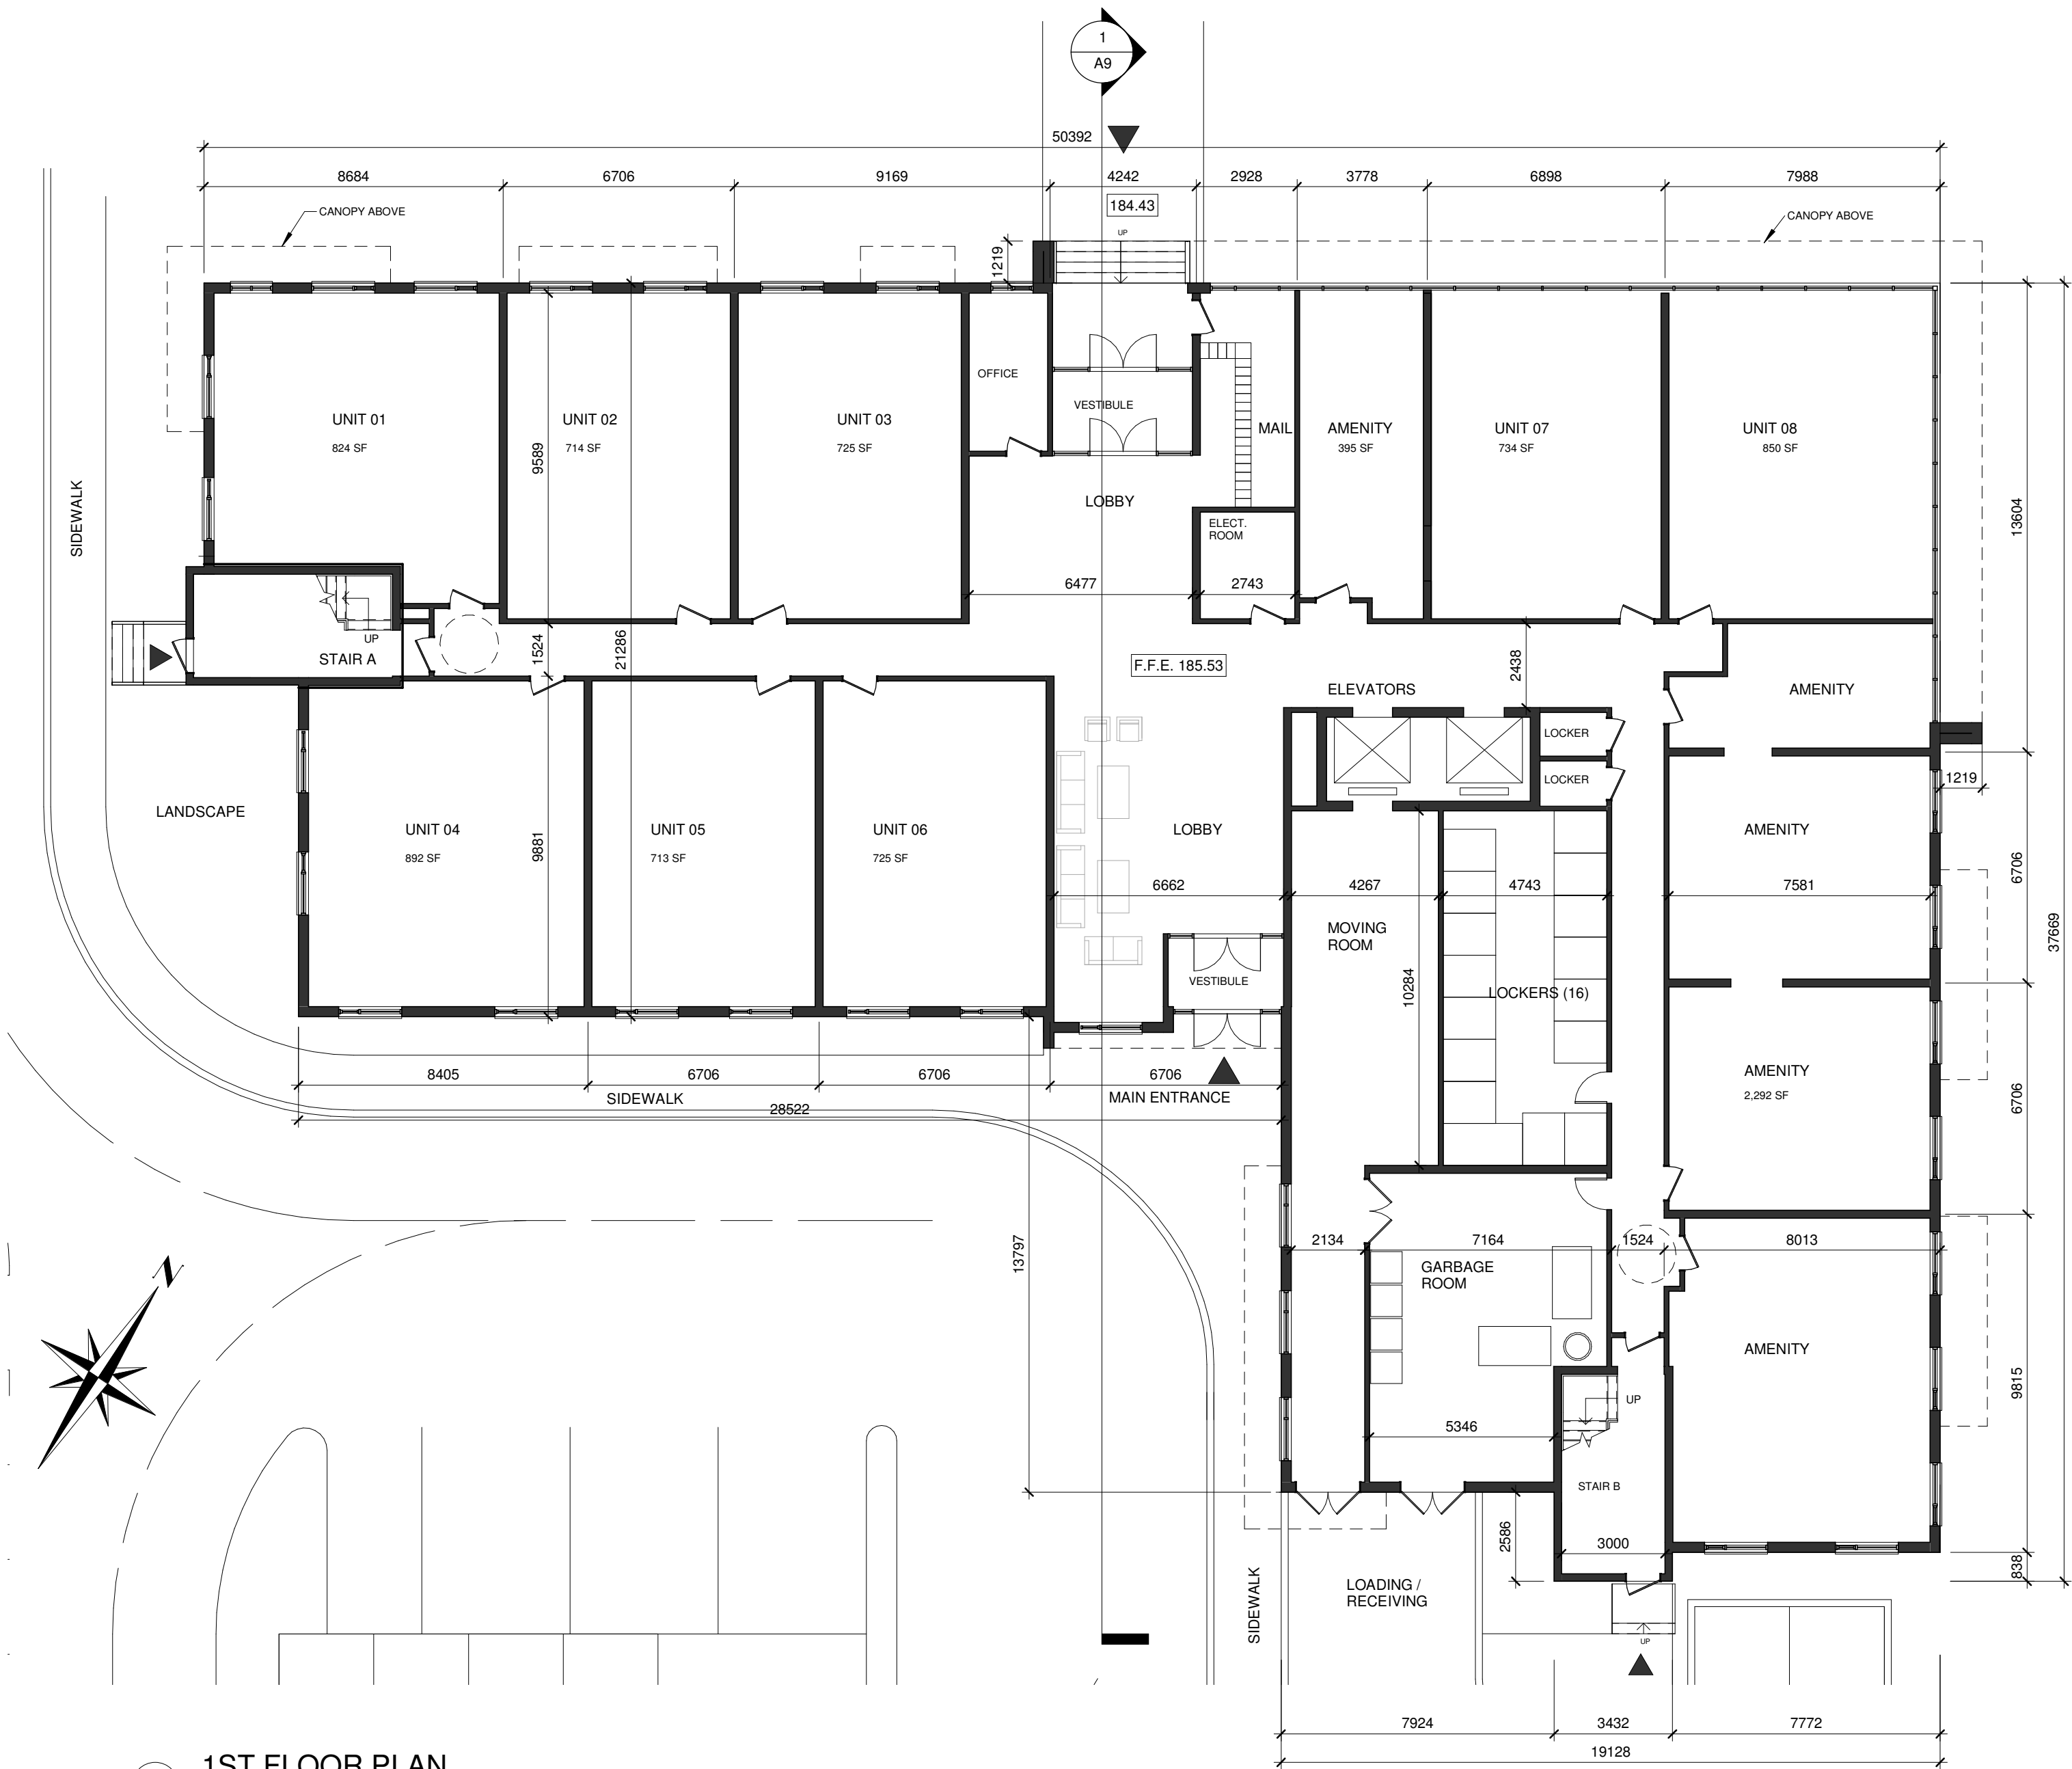 1
A9
50392
8684
6706
9169
4242
2928
3778
6898
7988
184.43
CANOPY ABOVE
CANOPY ABOVE
UP
1219
OFFICE
VESTIBULE
UNIT 01
824 SF
UNIT 02
714 SF
UNIT 03
725 SF
MAIL
AMENITY
395 SF
UNIT 07
734 SF
UNIT 08
850 SF
9589
SIDEWALK
LOBBY
ELECT.
ROOM
13604
6477
2743
UP
STAIR A
1524
21286
F.F.E. 185.53
2438
ELEVATORS
AMENITY
LOCKER
LOCKER
1219
LANDSCAPE
UNIT 04
892 SF
UNIT 05
713 SF
UNIT 06
725 SF
9881
LOBBY
AMENITY
6706
6662
4267
4743
7581
MOVING
ROOM
37669
VESTIBULE
10284
LOCKERS (16)
8405
6706
6706
6706
AMENITY
2,292 SF
6706
SIDEWALK
28522
MAIN ENTRANCE
13797
2134
7164
1524
8013
GARBAGE
ROOM
N
AMENITY
9815
UP
5346
STAIR B
2586
3000
838
LOADING /
RECEIVING
SIDEWALK
UP
7924
3432
7772
19128
1ST FLOOR PLAN